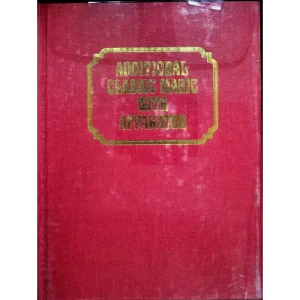 ADDITIONAL
CLASSIC MAGIC
WITH
APPARATUS